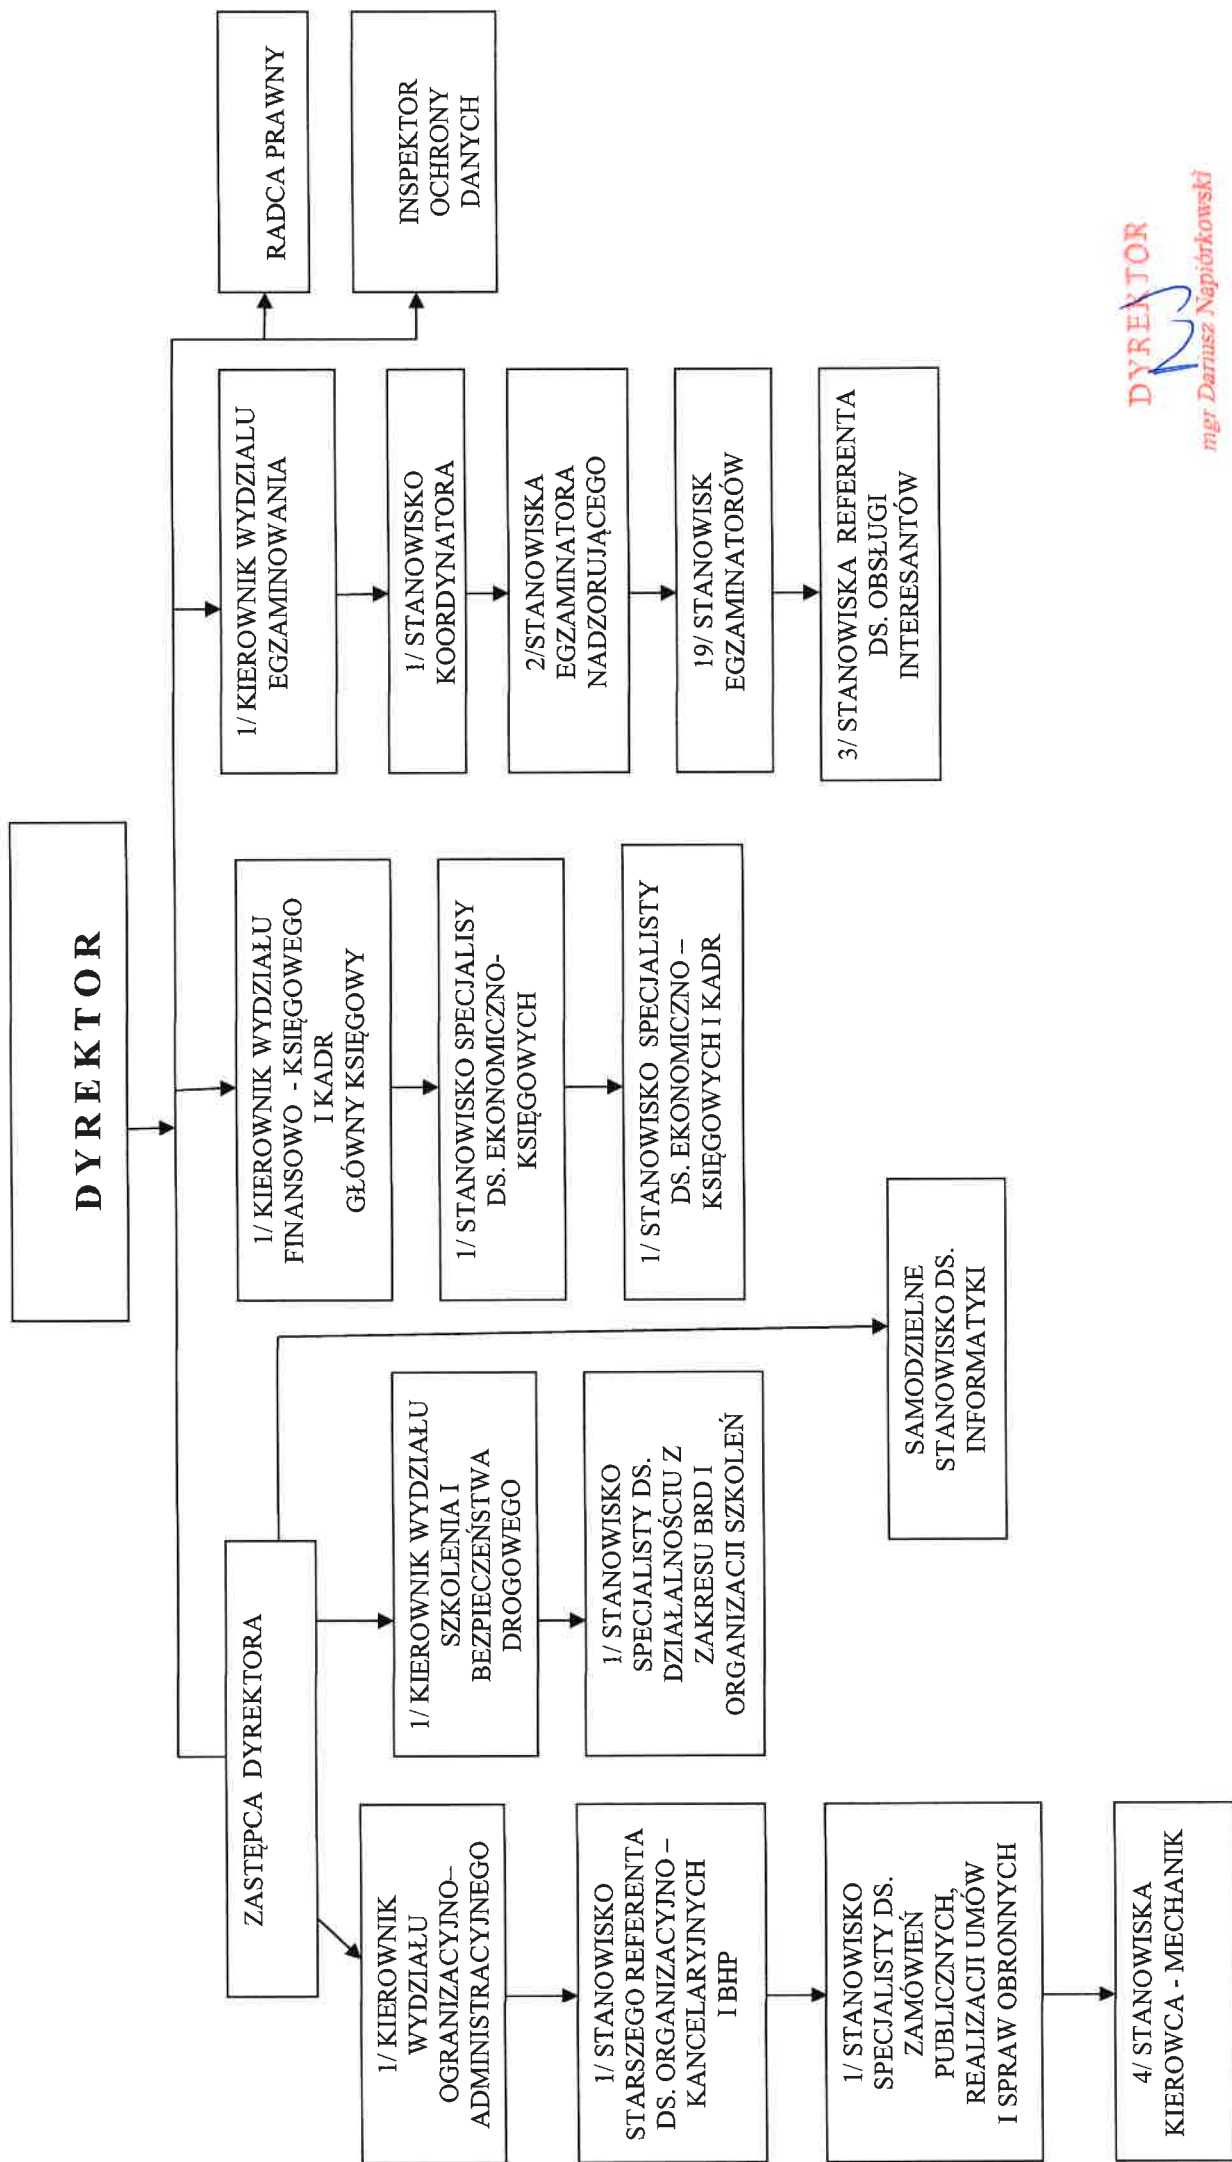 DYREKTOR
ZASTĘPCA DYREKTORA
1/ KIEROWNIK
WYDZIAŁU
OGRANIZACYJNO–
ADMINISTRACYJNEGO
1/ STANOWISKO
STARSZEGO REFERENTA
DS. ORGANIZACYJNO –
KANCELARYJNYCH
I BHP
1/ STANOWISKO
SPECJALISTY DS.
ZAMÓWIEŃ
PUBLICZNYCH,
REALIZACJI UMÓW
I SPRAW OBRONNYCH
4/ STANOWISKA
KIEROWCA - MECHANIK
1/ KIEROWNIK WYDZIAŁU
SZKOLENIA I
BEZPIECZEŃSTWA
DROGOWEGO
1/ STANOWISKO
SPECJALISTY DS.
DZIAŁALNOŚCIU Z
ZAKRESU BRD I
ORGANIZACJI SZKOLEŃ
SAMODZIELNE
STANOWISKO DS.
INFORMATYKI
1/ KIEROWNIK WYDZIAŁU
FINANSOWO - KSIĘGOWEGO
I KADR
GŁÓWNY KSIĘGOWY
1/ STANOWISKO SPECJALISY
DS. EKONOMICZNO-
KSIĘGOWYCH
1/ STANOWISKO SPECJALISTY
DS. EKONOMICZNO –
KSIĘGOWYCH I KADR
1/ KIEROWNIK WYDZIALU
EGZAMINOWANIA
1/ STANOWISKO
KOORDYNATORA
2/STANOWISKA
EGZAMINATORA
NADZORUJĄCEGO
19/ STANOWISK
EGZAMINATORÓW
3/ STANOWISKA REFERENTA
DS. OBSŁUGI
INTERESANTÓW
RADCA PRAWNY
INSPEKTOR
OCHRONY
DANYCH
DYREKTOR
mgr Dariusz Napiórkowski